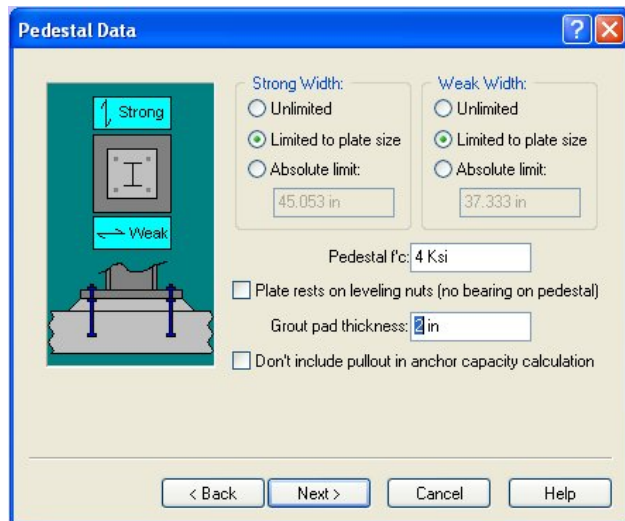 Pedestal Data
Strong
Weak
Strong Width:
Unlimited
Limited to plate size
Absolute limit:
45.053 in
Weak Width:
Unlimited
Limited to plate size
Absolute limit:
37.333 in
Pedestal f'c: 4 Ksi
Plate rests on leveling nuts (no bearing on pedestal)
Grout pad thickness: 2 in
Don't include pullout in anchor capacity calculation
< Back Next > Cancel Help